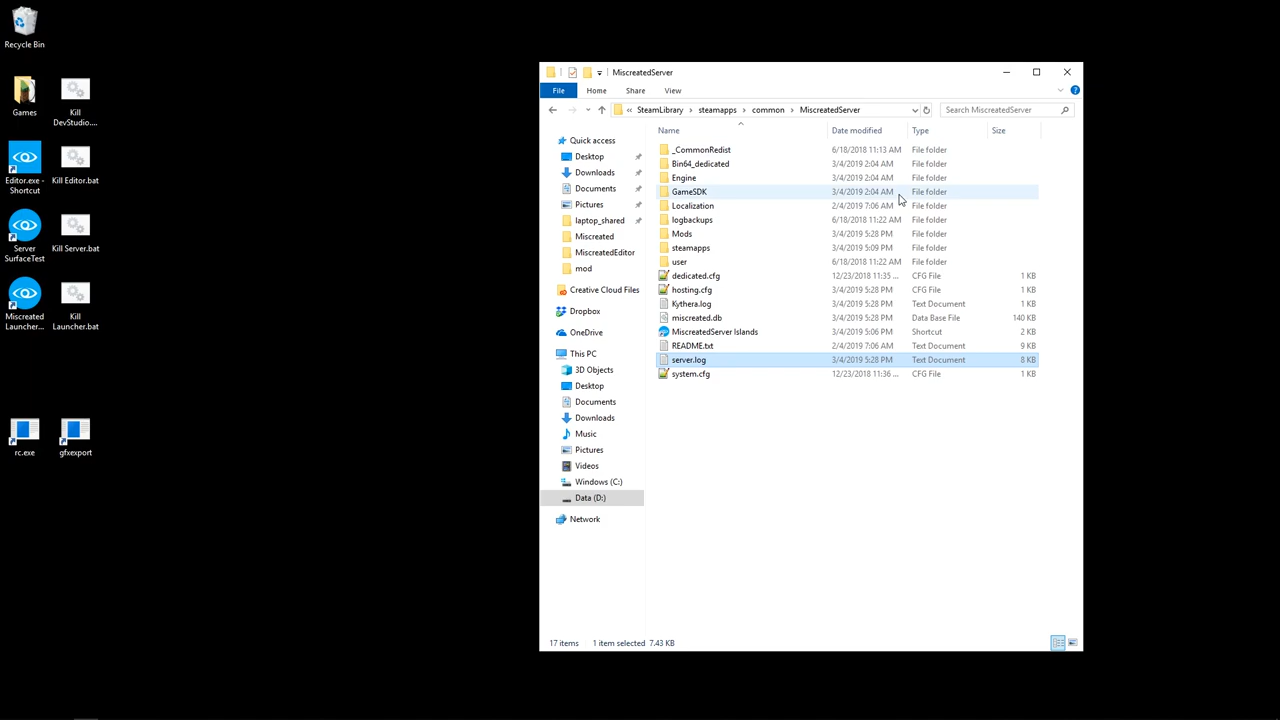 Recycle Bin
Games
Kill
DevStudio....
Editor.exe -
Shortcut
Kill Editor.bat
Server
SurfaceTest
Kill Server.bat
Miscreated
Launcher...
Kill
Launcher.bat
rc.exe
gfxexport
MiscreatedServer
File Home Share View
« SteamLibrary > steamapps > common > MiscreatedServer
Search MiscreatedServer
Quick access
Desktop
Downloads
Documents
Pictures
laptop_shared
Miscreated
MiscreatedEditor
mod
Creative Cloud Files
Dropbox
OneDrive
This PC
3D Objects
Desktop
Documents
Downloads
Music
Pictures
Videos
Windows (C:)
Data (D:)
Network
Name Date modified Type Size
_CommonRedist 6/18/2018 11:13 AM File folder
Bin64_dedicated 3/4/2019 2:04 AM File folder
Engine 3/4/2019 2:04 AM File folder
GameSDK 3/4/2019 2:04 AM File folder
Localization 2/4/2019 7:06 AM File folder
logbackups 6/18/2018 11:22 AM File folder
Mods 3/4/2019 5:28 PM File folder
steamapps 3/4/2019 5:09 PM File folder
user 6/18/2018 11:22 AM File folder
dedicated.cfg 12/23/2018 11:35 ... CFG File 1 KB
hosting.cfg 3/4/2019 5:28 PM CFG File 1 KB
Kythera.log 3/4/2019 5:28 PM Text Document 1 KB
miscreated.db 3/4/2019 5:28 PM Data Base File 140 KB
MiscreatedServer Islands 3/4/2019 5:06 PM Shortcut 2 KB
README.txt 2/4/2019 7:06 AM Text Document 9 KB
server.log 3/4/2019 5:28 PM Text Document 8 KB
system.cfg 12/23/2018 11:36 ... CFG File 1 KB
17 items 1 item selected 7.43 KB